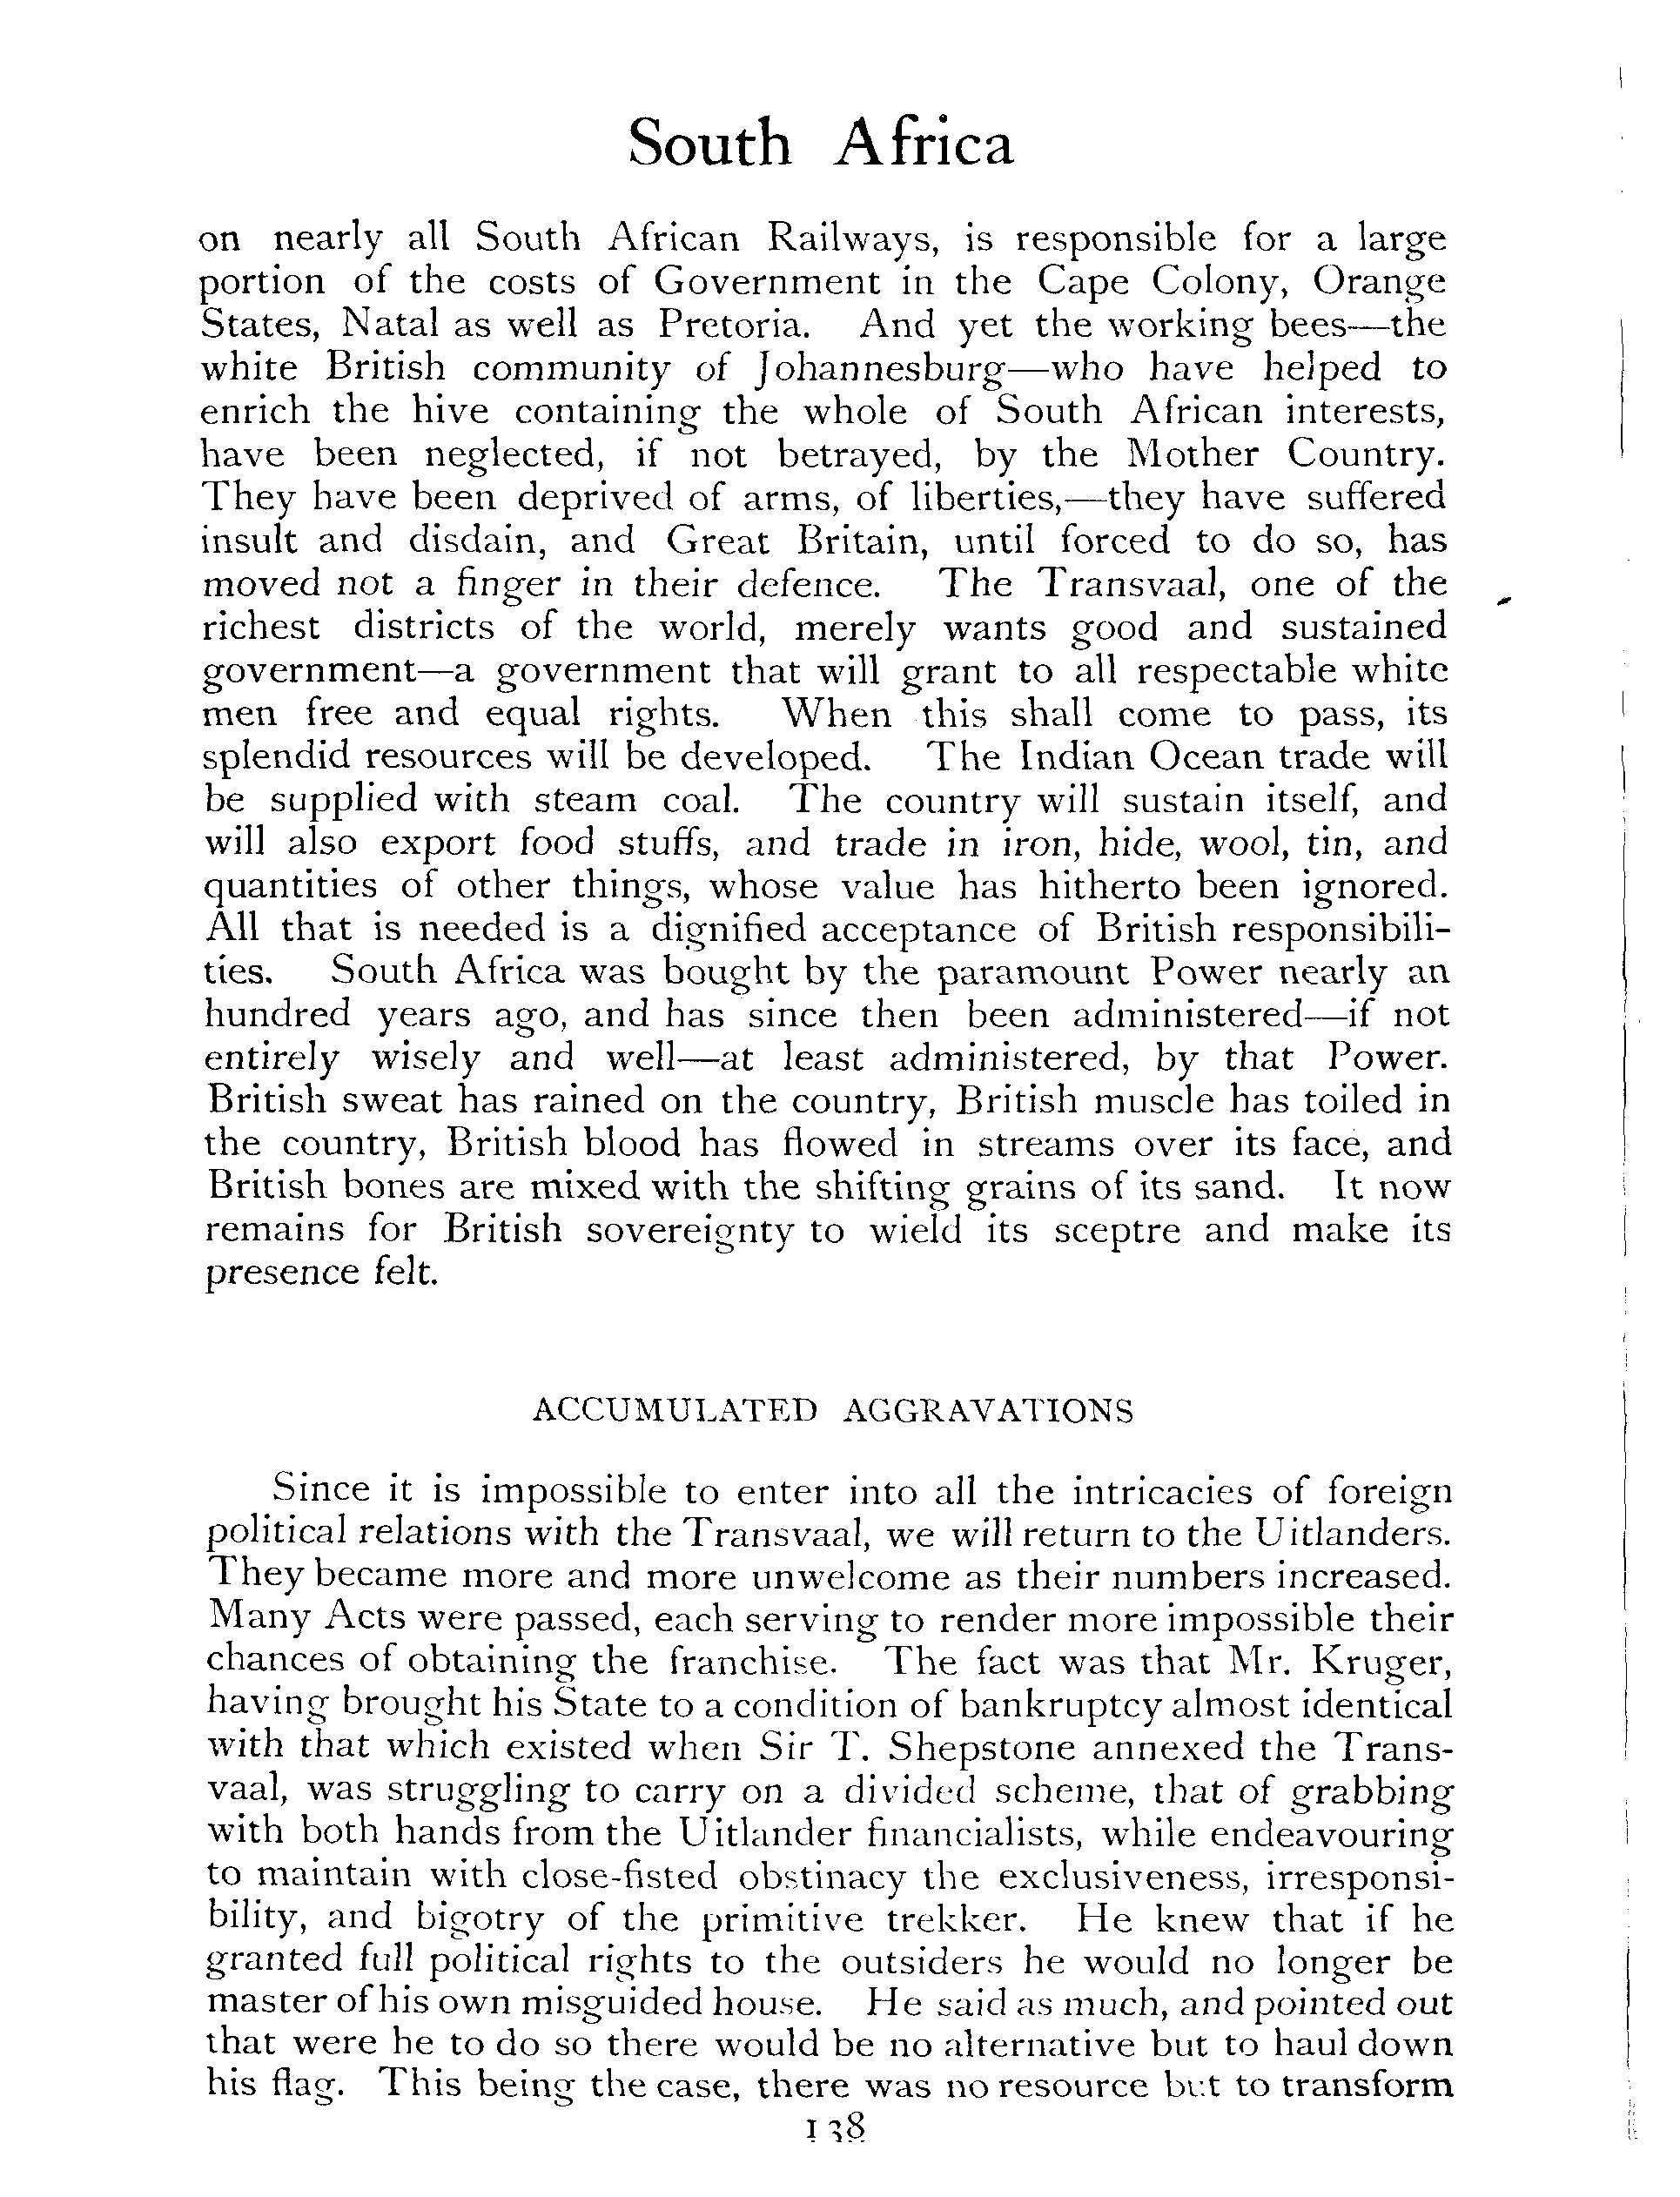 South Africa
on nearly all South African Railways, is responsible for a large
portion of the costs of Government in the Cape Colony, Orange
States, Natal as well as Pretoria. And yet the working bees—the
white British community of Johannesburg—who have helped to
enrich the hive containing the whole of South African interests,
have been neglected, if not betrayed, by the Mother Country.
They have been deprived of arms, of liberties,—they have suffered
insult and disdain, and Great Britain, until forced to do so, has
moved not a finger in their defence. The Transvaal, one of the
richest districts of the world, merely wants good and sustained
government—a government that will grant to all respectable white
men free and equal rights. When this shall come to pass, its
splendid resources will be developed. The Indian Ocean trade will
be supplied with steam coal. The country will sustain itself, and
will also export food stuffs, and trade in iron, hide, wool, tin, and
quantities of other things, whose value has hitherto been ignored.
All that is needed is a dignified acceptance of British responsibili-
ties. South Africa was bought by the paramount Power nearly an
hundred years ago, and has since then been administered—if not
entirely wisely and well—at least administered, by that Power.
British sweat has rained on the country, British muscle has toiled in
the country, British blood has flowed in streams over its face, and
British bones are mixed with the shifting grains of its sand. It now
remains for British sovereignty to wield its sceptre and make its
presence felt.
ACCUMULATED AGGRAVATIONS
Since it is impossible to enter into all the intricacies of foreign
political relations with the Transvaal, we will return to the Uitlanders.
They became more and more unwelcome as their numbers increased.
Many Acts were passed, each serving to render more impossible their
chances of obtaining the franchise. The fact was that Mr. Kruger,
having brought his State to a condition of bankruptcy almost identical
with that which existed when Sir T. Shepstone annexed the Trans-
vaal, was struggling to carry on a divided scheme, that of grabbing
with both hands from the Uitlander financialists, while endeavouring
to maintain with close-fisted obstinacy the exclusiveness, irresponsi-
bility, and bigotry of the primitive trekker. He knew that if he
granted full political rights to the outsiders he would no longer be
master of his own misguided house. He said as much, and pointed out
that were he to do so there would be no alternative but to haul down
his flag. This being the case, there was no resource but to transform
138